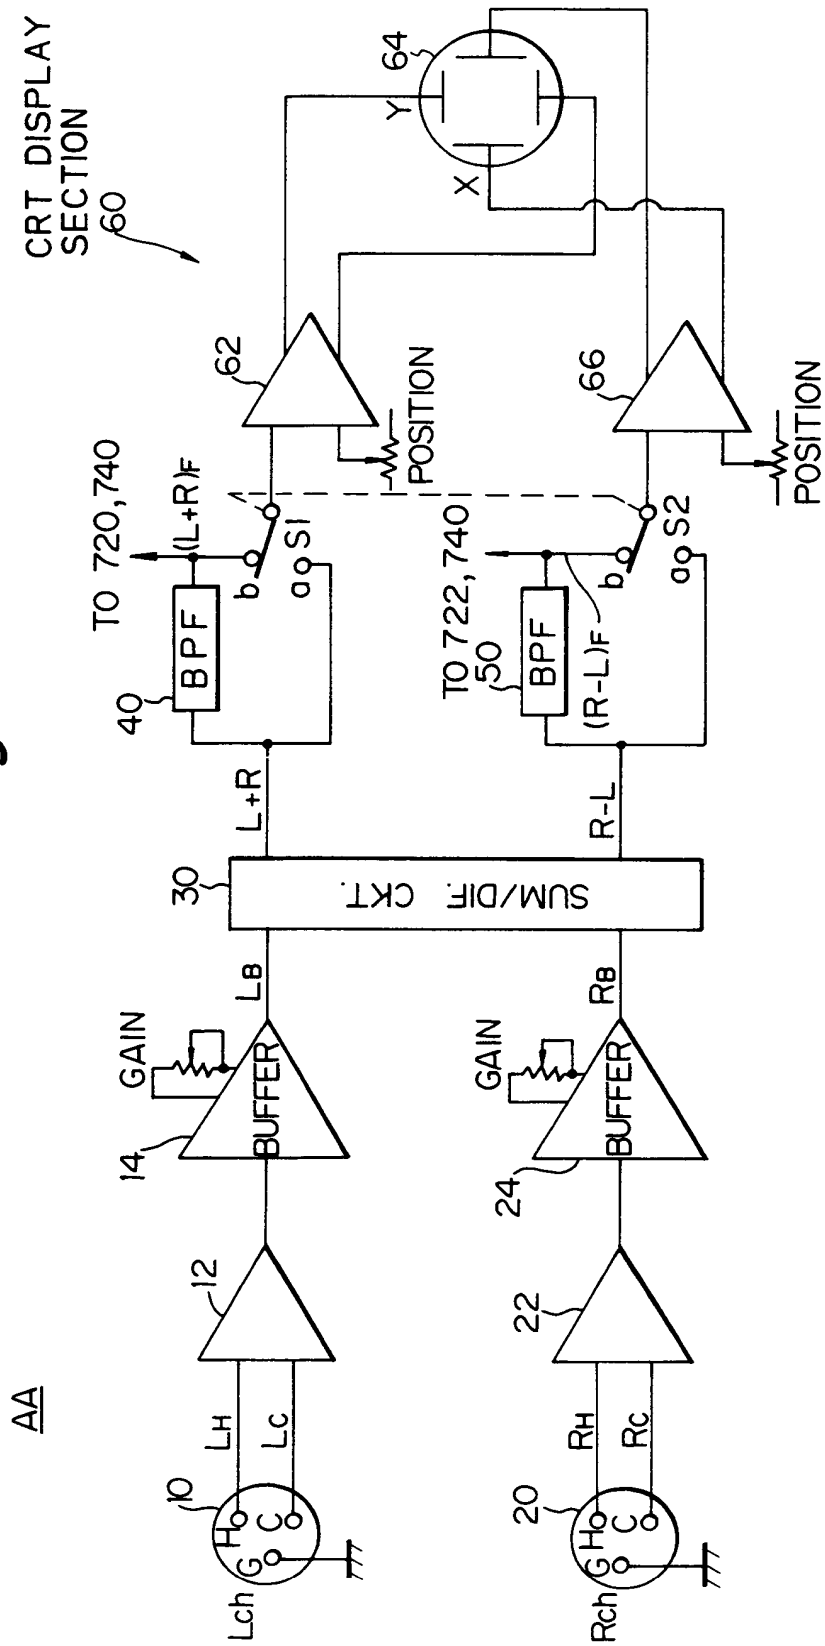 AA
CRT DISPLAY
SECTION
60
Lch
10
H
G
C
LH
LC
12
14
GAIN
BUFFER
LB
30
SUM/DIF. CKT.
L+R
40
BPF
TO 720,740
(L+R)F
b
a
S1
62
POSITION
Y
X
64
Rch
20
H
G
C
RH
RC
22
24
GAIN
BUFFER
RB
R-L
50
BPF
TO 722,740
(R-L)F
b
a
S2
66
POSITION